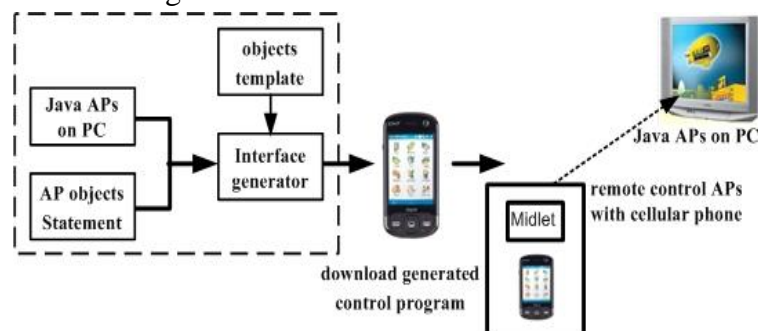 objects
template
Java APs
on PC
Interface
generator
AP objects
Statement
download generated
control program
Midlet
remote control APs
with cellular phone
Java APs on PC